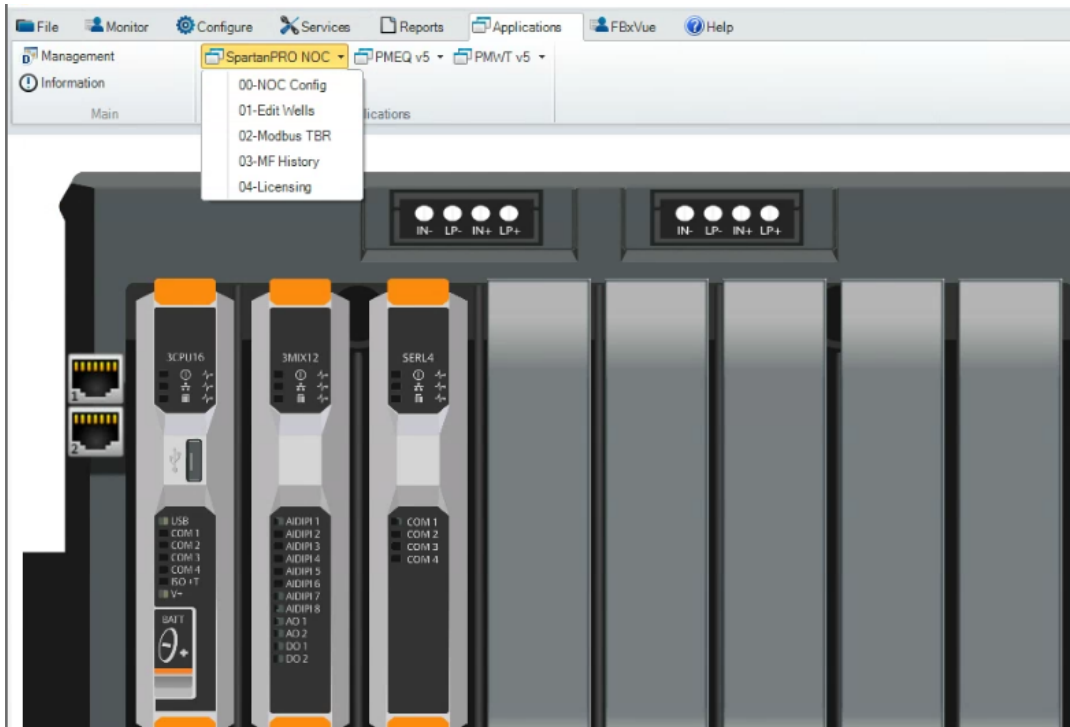 File Monitor Configure Services Reports Applications FBxVue Help
Management SpartanPRO NOC PMEQ v5 PMWT v5
Information
Main lications
00-NOC Config
01-Edit Wells
02-Modbus TBR
03-MF History
04-Licensing
IN- LP- IN+ LP+ IN- LP- IN+ LP+
3CPU16 3MIX12 SERL4
1
2
USB
COM 1
COM 2
COM 3
COM 4
ISO +T
V+
BATT
AIDIPI 1
AIDIPI 2
AIDIPI 3
AIDIPI 4
AIDIPI 5
AIDIPI 6
AIDIPI 7
AIDIPI 8
AO 1
AO 2
DO 1
DO 2
COM 1
COM 2
COM 3
COM 4